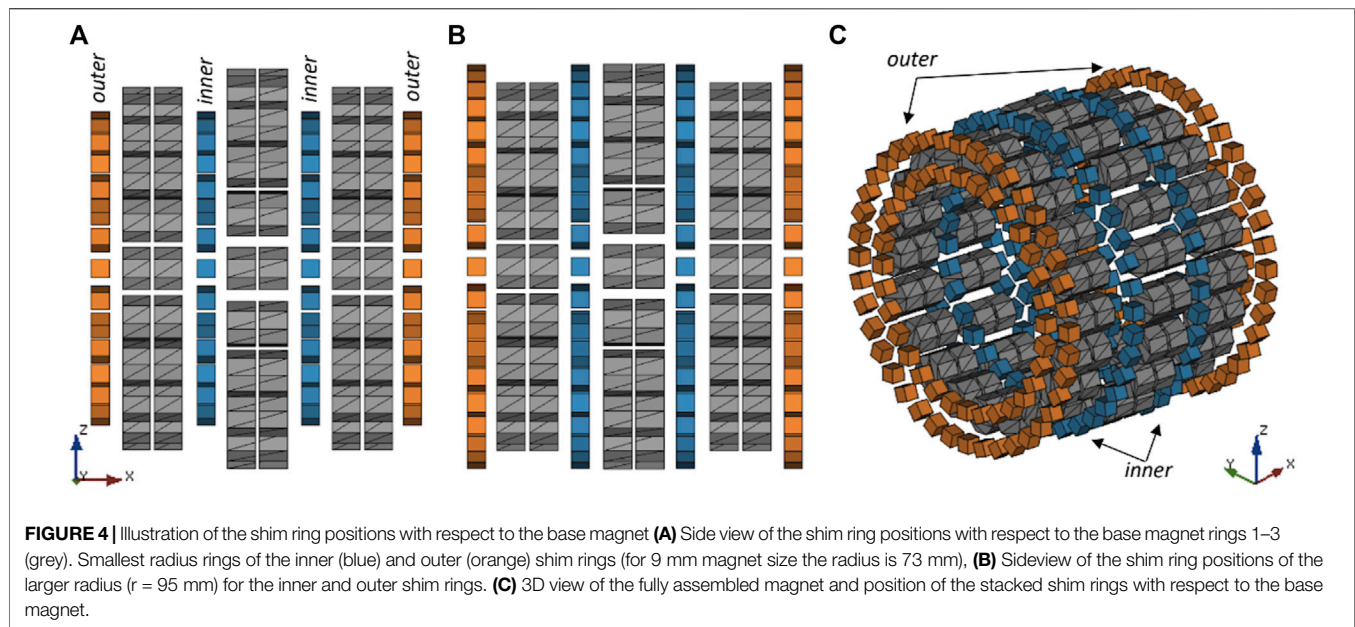 A
B
C
outer
inner
inner
outer
outer
inner
Z
Y
X
Z
Y
X
FIGURE 4 | Illustration of the shim ring positions with respect to the base magnet (A) Side view of the shim ring positions with respect to the base magnet rings 1–3
(grey). Smallest radius rings of the inner (blue) and outer (orange) shim rings (for 9 mm magnet size the radius is 73 mm), (B) Sideview of the shim ring positions of the
larger radius (r = 95 mm) for the inner and outer shim rings. (C) 3D view of the fully assembled magnet and position of the stacked shim rings with respect to the base
magnet.